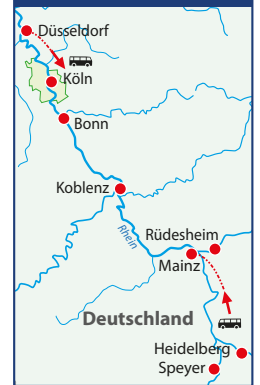 Düsseldorf
Köln
Bonn
Koblenz
Rhein
Rüdesheim
Mainz
Deutschland
Heidelberg
Speyer